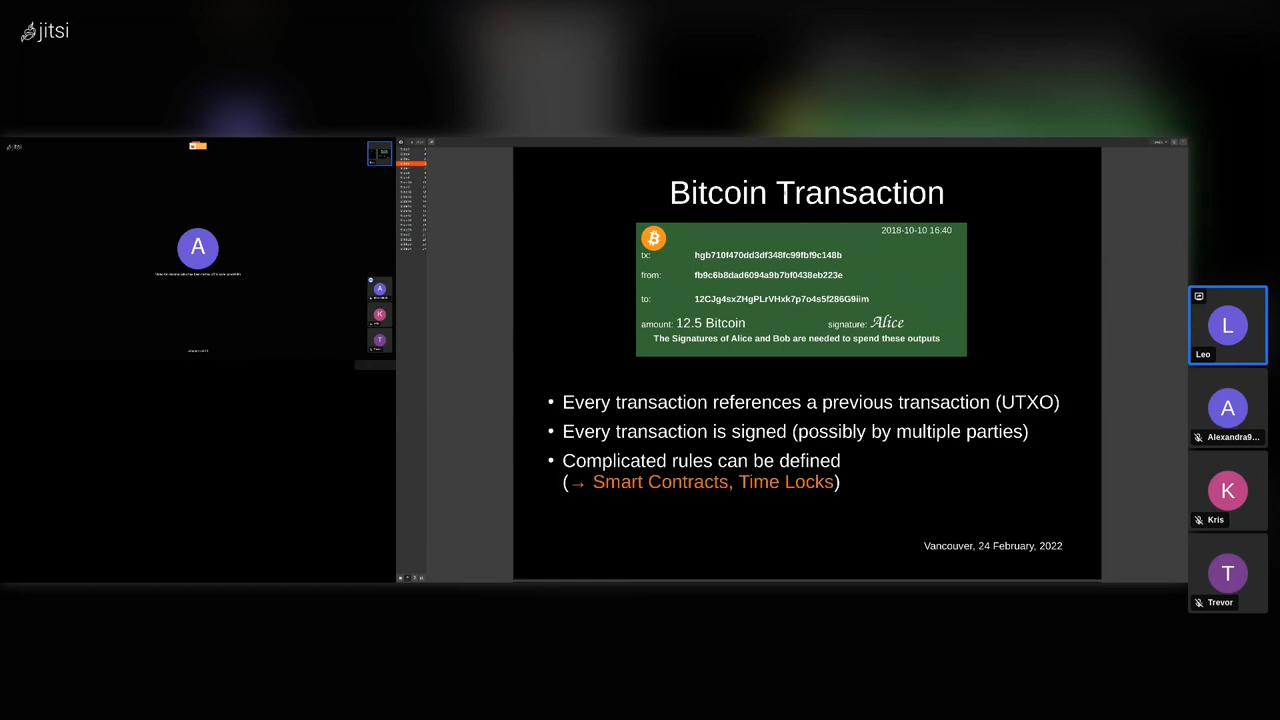 jitsi
jitsi
A
Bitcoin Transaction
2018-10-10 16:40
tx: hgb710f470dd3df348fc99fbf9c148b
from: fb9c6b8dad6094a9b7bf0438eb223e
to: 12CJg4sxZHgPLrVHxk7p7o4s5f286G9iim
amount: 12.5 Bitcoin signature: Alice
The Signatures of Alice and Bob are needed to spend these outputs
• Every transaction references a previous transaction (UTXO)
• Every transaction is signed (possibly by multiple parties)
• Complicated rules can be defined
(→ Smart Contracts, Time Locks)
Vancouver, 24 February, 2022
A
K
T
L
Leo
A
Alexandra9...
K
Kris
T
Trevor